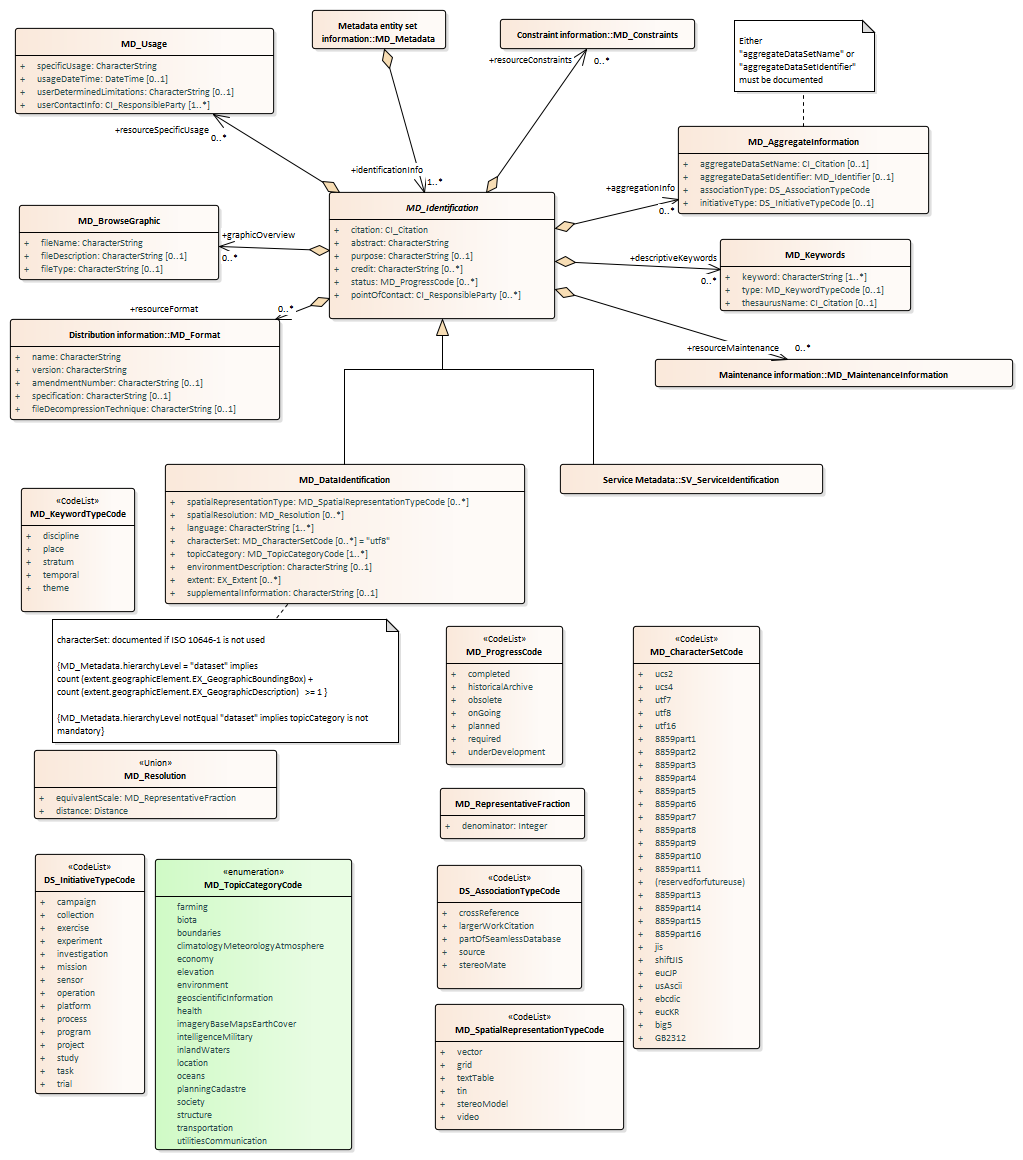 MD_Usage
+ specificUsage: CharacterString
+ usageDateTime: DateTime [0..1]
+ userDeterminedLimitations: CharacterString [0..1]
+ userContactInfo: CI_ResponsibleParty [1..*]
Metadata entity set
information::MD_Metadata
Constraint information::MD_Constraints
Either
"aggregateDataSetName" or
"aggregateDataSetIdentifier"
must be documented
+resourceConstraints
0..*
+resourceSpecificUsage
0..*
+identificationInfo
1..*
MD_AggregateInformation
+ aggregateDataSetName: CI_Citation [0..1]
+ aggregateDataSetIdentifier: MD_Identifier [0..1]
+ associationType: DS_AssociationTypeCode
+ initiativeType: DS_InitiativeTypeCode [0..1]
+aggregationInfo
0..*
MD_Identification
+ citation: CI_Citation
+ abstract: CharacterString
+ purpose: CharacterString [0..1]
+ credit: CharacterString [0..*]
+ status: MD_ProgressCode [0..*]
+ pointOfContact: CI_ResponsibleParty [0..*]
MD_BrowseGraphic
+ fileName: CharacterString
+ fileDescription: CharacterString [0..1]
+ fileType: CharacterString [0..1]
+graphicOverview
0..*
+descriptiveKeywords
0..*
MD_Keywords
+ keyword: CharacterString [1..*]
+ type: MD_KeywordTypeCode [0..1]
+ thesaurusName: CI_Citation [0..1]
+resourceFormat
0..*
Distribution information::MD_Format
+ name: CharacterString
+ version: CharacterString
+ amendmentNumber: CharacterString [0..1]
+ specification: CharacterString [0..1]
+ fileDecompressionTechnique: CharacterString [0..1]
+resourceMaintenance
0..*
Maintenance information::MD_MaintenanceInformation
MD_DataIdentification
+ spatialRepresentationType: MD_SpatialRepresentationTypeCode [0..*]
+ spatialResolution: MD_Resolution [0..*]
+ language: CharacterString [1..*]
+ characterSet: MD_CharacterSetCode [0..*] = "utf8"
+ topicCategory: MD_TopicCategoryCode [1..*]
+ environmentDescription: CharacterString [0..1]
+ extent: EX_Extent [0..*]
+ supplementalInformation: CharacterString [0..1]
Service Metadata::SV_ServiceIdentification
«CodeList»
MD_KeywordTypeCode
+ discipline
+ place
+ stratum
+ temporal
+ theme
characterSet: documented if ISO 10646-1 is not used
{MD_Metadata.hierarchyLevel = "dataset" implies
count (extent.geographicElement.EX_GeographicBoundingBox) +
count (extent.geographicElement.EX_GeographicDescription) >= 1 }
{MD_Metadata.hierarchyLevel notEqual "dataset" implies topicCategory is not
mandatory}
«CodeList»
MD_ProgressCode
+ completed
+ historicalArchive
+ obsolete
+ onGoing
+ planned
+ required
+ underDevelopment
«CodeList»
MD_CharacterSetCode
+ ucs2
+ ucs4
+ utf7
+ utf8
+ utf16
+ 8859part1
+ 8859part2
+ 8859part3
+ 8859part4
+ 8859part5
+ 8859part6
+ 8859part7
+ 8859part8
+ 8859part9
+ 8859part10
+ 8859part11
+ (reservedforfutureuse)
+ 8859part13
+ 8859part14
+ 8859part15
+ 8859part16
+ jis
+ shiftJIS
+ eucJP
+ usAscii
+ ebcdic
+ eucKR
+ big5
+ GB2312
«Union»
MD_Resolution
+ equivalentScale: MD_RepresentativeFraction
+ distance: Distance
MD_RepresentativeFraction
+ denominator: Integer
«CodeList»
DS_InitiativeTypeCode
+ campaign
+ collection
+ exercise
+ experiment
+ investigation
+ mission
+ sensor
+ operation
+ platform
+ process
+ program
+ project
+ study
+ task
+ trial
«enumeration»
MD_TopicCategoryCode
farming
biota
boundaries
climatologyMeteorologyAtmosphere
economy
elevation
environment
geoscientificInformation
health
imageryBaseMapsEarthCover
intelligenceMilitary
inlandWaters
location
oceans
planningCadastre
society
structure
transportation
utilitiesCommunication
«CodeList»
DS_AssociationTypeCode
+ crossReference
+ largerWorkCitation
+ partOfSeamlessDatabase
+ source
+ stereoMate
«CodeList»
MD_SpatialRepresentationTypeCode
+ vector
+ grid
+ textTable
+ tin
+ stereoModel
+ video